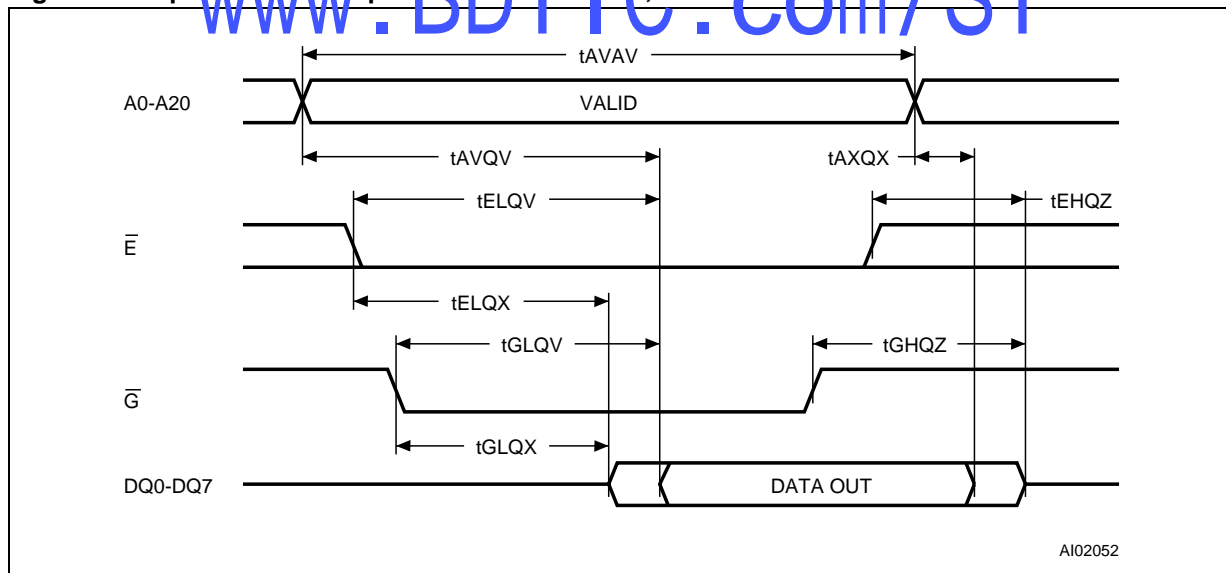 www.BDTIC.com/ST
tAVAV
A0-A20 VALID
tAVQV tAXQX
tELQV tEHQZ
E̅
tELQX
tGLQV tGHQZ
G̅
tGLQX
DQ0-DQ7 DATA OUT
AI02052